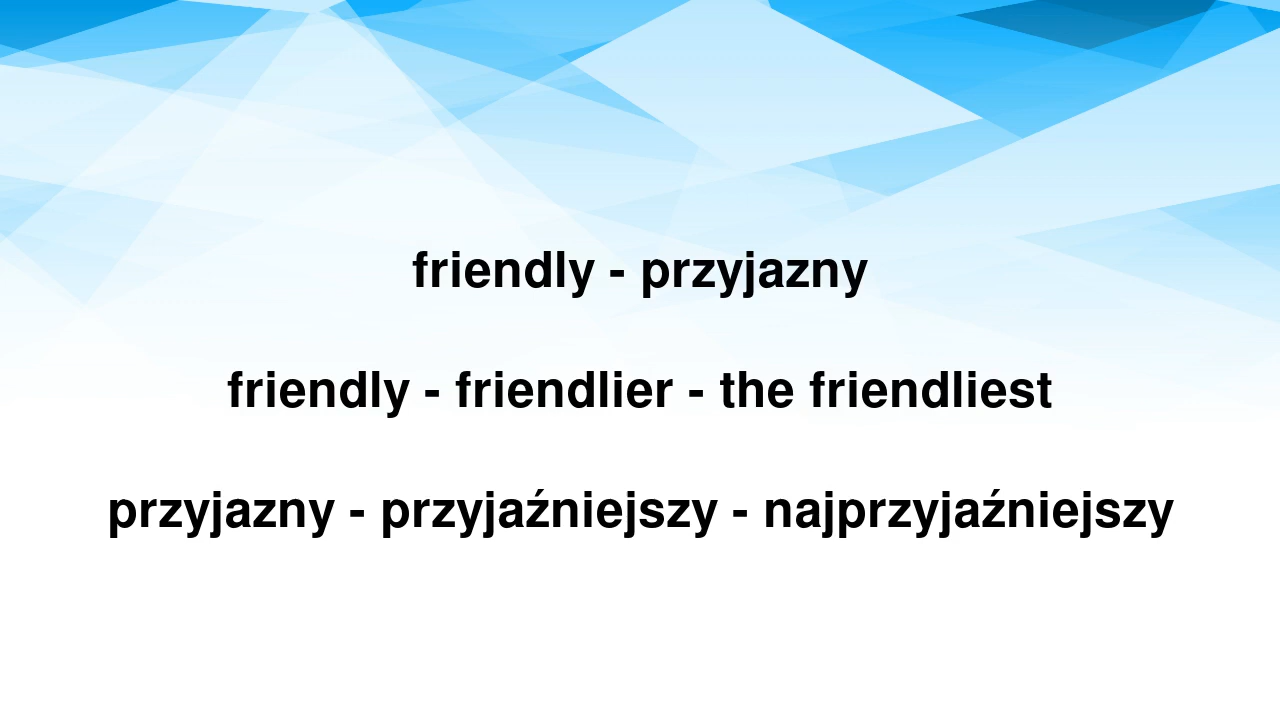 friendly - przyjazny
friendly - friendlier - the friendliest
przyjazny - przyjaźniejszy - najprzyjaźniejszy